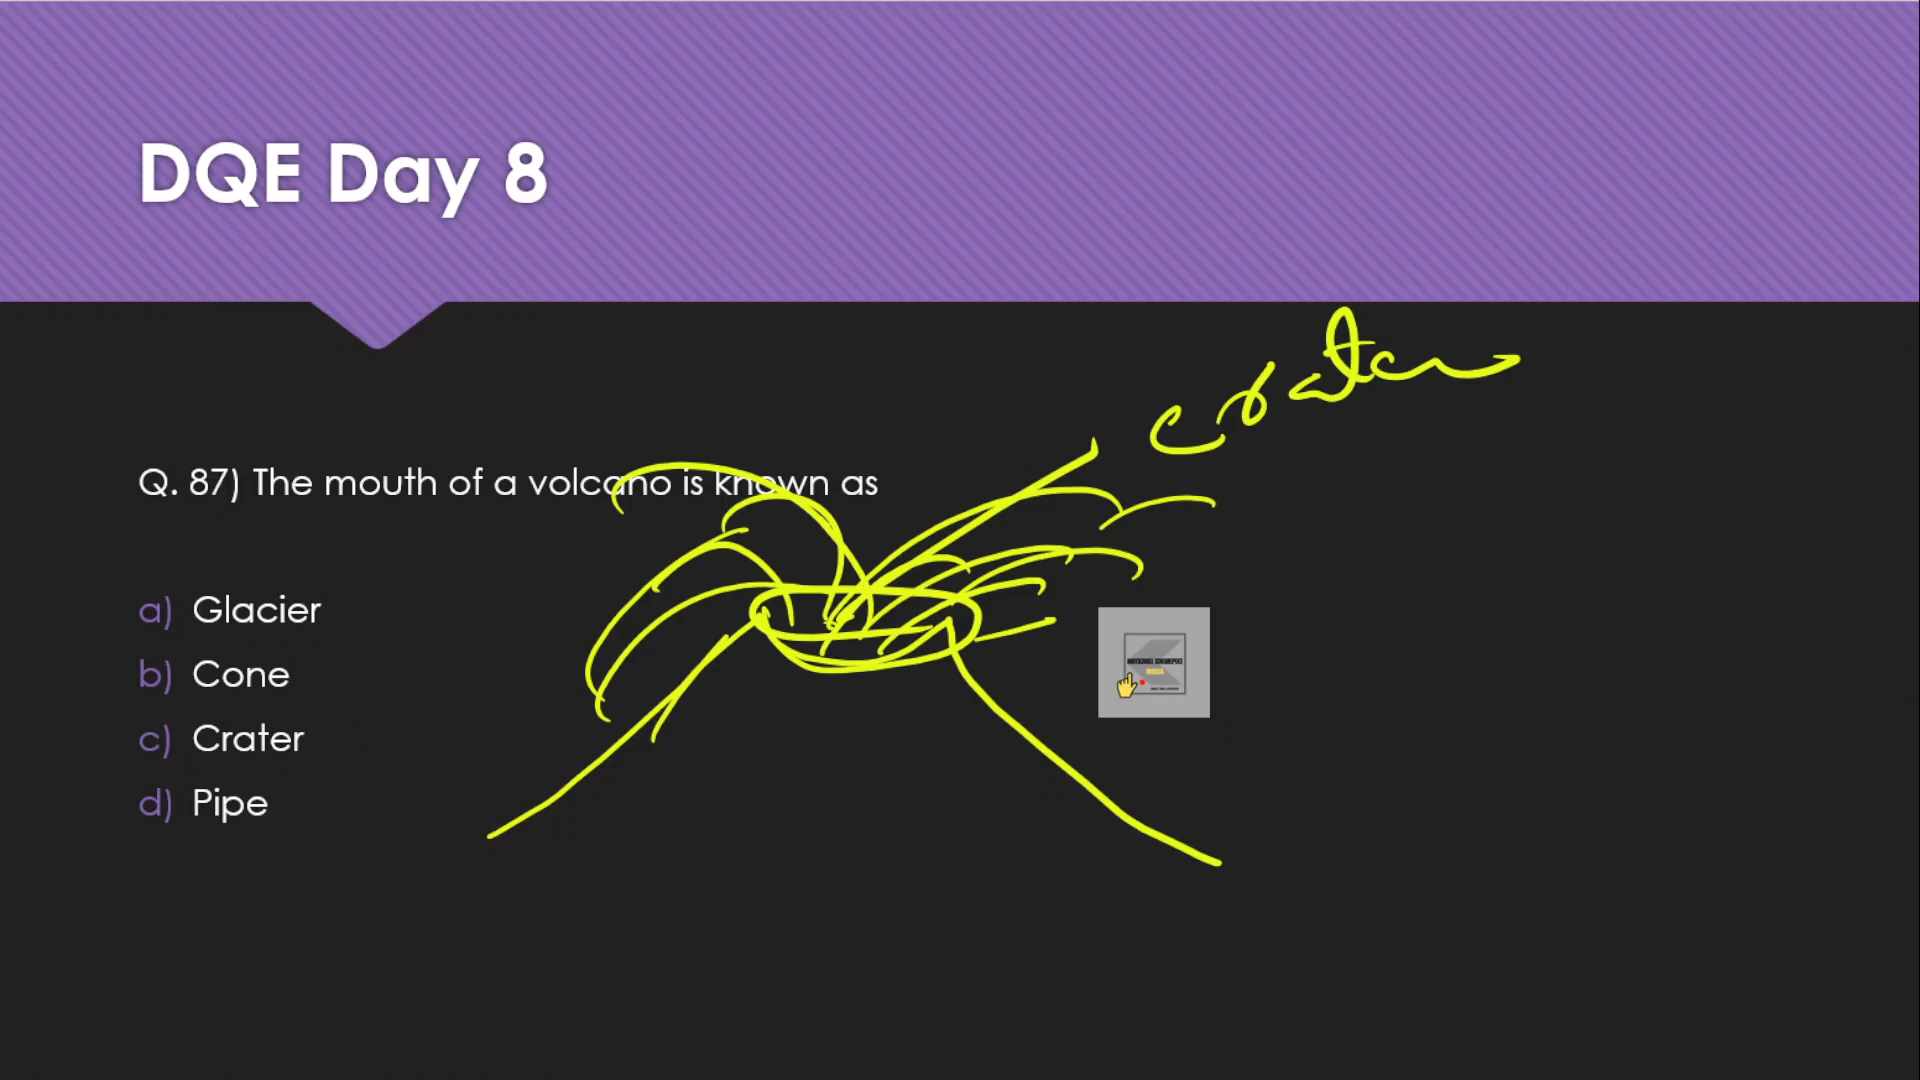 DQE Day 8
crater
Q. 87) The mouth of a volcano is known as
a) Glacier
b) Cone
c) Crater
d) Pipe